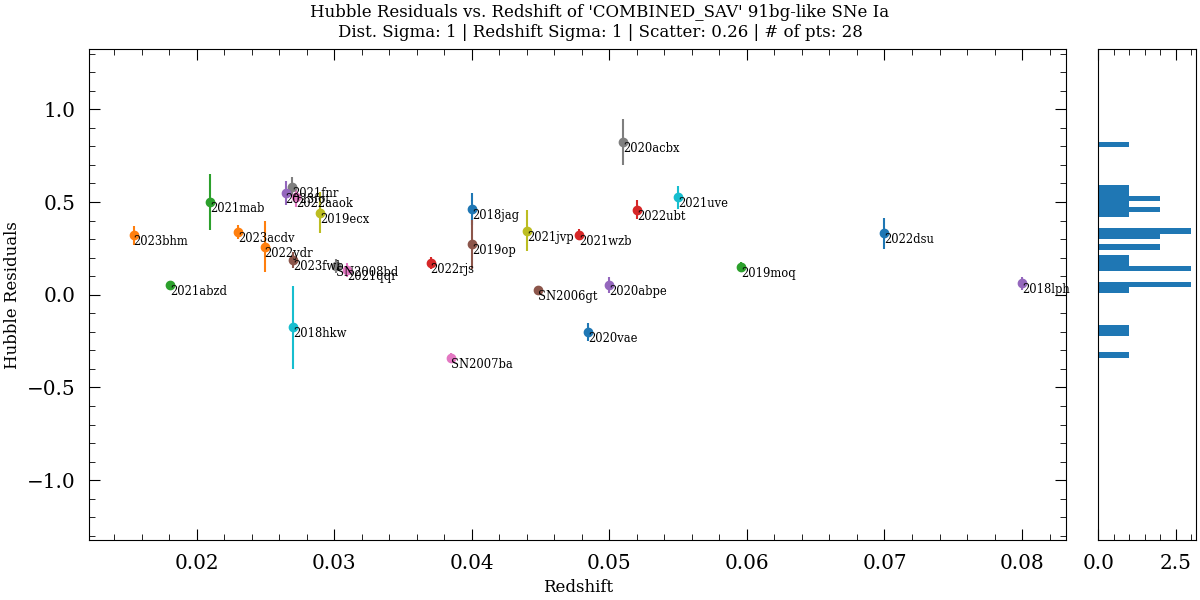 Hubble Residuals vs. Redshift of 'COMBINED_SAV' 91bg-like SNe Ia
Dist. Sigma: 1 | Redshift Sigma: 1 | Scatter: 0.26 | # of pts: 28
Hubble Residuals
1.0
0.5
0.0
−0.5
−1.0
2020acbx
2021fnr
2022aaok
2021mab
2019ecx
2018jag
2022ubt
2021uve
2023bhm
2023acdv
2022ydr
2019op
2021jvp
2021wzb
2022dsu
2023fwb
SN2008bd
2021qqr
2022rjs
2019moq
2021abzd
SN2006gt
2020abpe
2018lph
2018hkw
2020vae
SN2007ba
0.02
0.03
0.04
0.05
0.06
0.07
0.08
0.0
2.5
Redshift